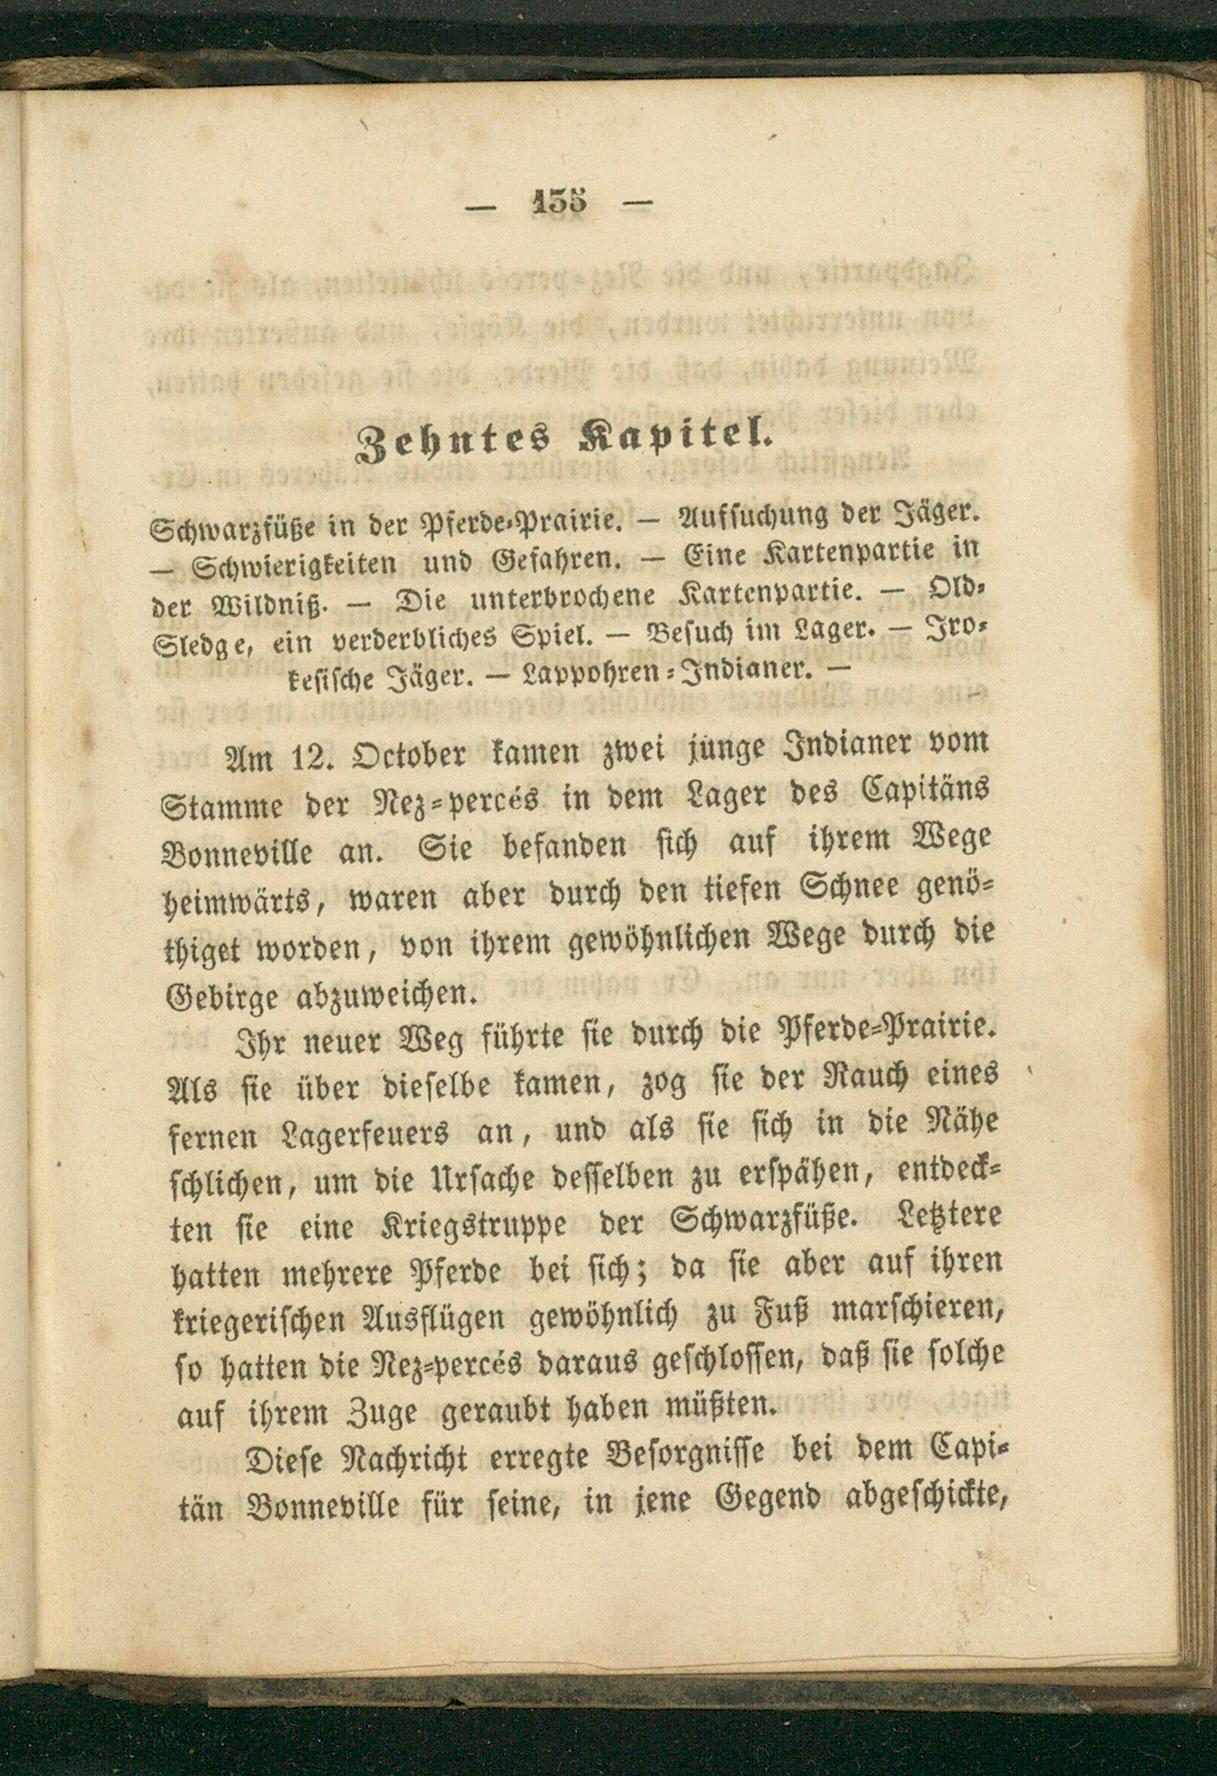 — 155 —
Zehntes Kapitel.
Schwarzfüße in der Pferde-Prairie. — Aufsuchung der Jäger.
— Schwierigkeiten und Gefahren. — Eine Kartenpartie in
der Wildniß. — Die unterbrochene Kartenpartie. — Old-
Sledge, ein verderbliches Spiel. — Besuch im Lager. — Iro-
kesische Jäger. — Lappohren-Indianer. —
Am 12. October kamen zwei junge Indianer vom
Stamme der Nez-percés in dem Lager des Capitäns
Bonneville an. Sie befanden sich auf ihrem Wege
heimwärts, waren aber durch den tiefen Schnee genö-
thiget worden, von ihrem gewöhnlichen Wege durch die
Gebirge abzuweichen.
Ihr neuer Weg führte sie durch die Pferde-Prairie.
Als sie über dieselbe kamen, zog sie der Rauch eines
fernen Lagerfeuers an, und als sie sich in die Nähe
schlichen, um die Ursache desselben zu erspähen, entdeck-
ten sie eine Kriegstruppe der Schwarzfüße. Letztere
hatten mehrere Pferde bei sich; da sie aber auf ihren
kriegerischen Ausflügen gewöhnlich zu Fuß marschieren,
so hatten die Nez-percés daraus geschlossen, daß sie solche
auf ihrem Zuge geraubt haben müßten.
Diese Nachricht erregte Besorgnisse bei dem Capi-
tän Bonneville für seine, in jene Gegend abgeschickte,